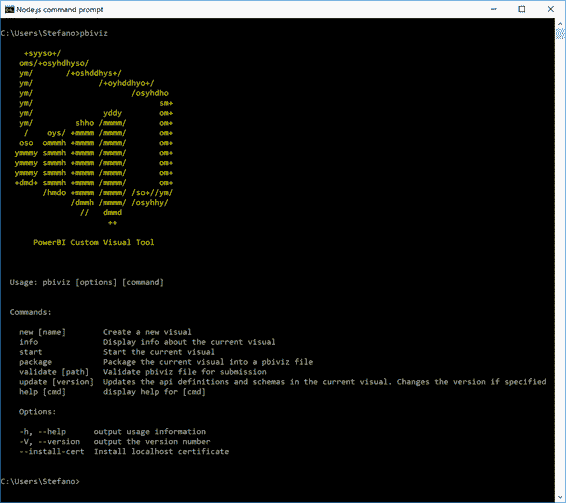 Node.js command prompt
C:\Users\Stefano>pbiviz
+syyso+/
oms/+osyhdhyso/
ym/ /+oshddhys+/
ym/ /+oyhddhyo+/
ym/ /osyhdho
ym/ sm+
ym/ yddy om+
ym/ shho /mmmm/ om+
/ oys/ +mmmm /mmmm/ om+
oso ommmh +mmmm /mmmm/ om+
ymmmy smmmh +mmmm /mmmm/ om+
ymmmy smmmh +mmmm /mmmm/ om+
ymmmy smmmh +mmmm /mmmm/ om+
+dmd+ smmmh +mmmm /mmmm/ om+
/hmdo +mmmm /mmmm/ /so+//ym/
/dmmh /mmmm/ /osyhhy/
// dmmd
++
PowerBI Custom Visual Tool
Usage: pbiviz [options] [command]
Commands:
new [name] Create a new visual
info Display info about the current visual
start Start the current visual
package Package the current visual into a pbiviz file
validate [path] Validate pbiviz file for submission
update [version] Updates the api definitions and schemas in the current visual. Changes the version if specified
help [cmd] display help for [cmd]
Options:
-h, --help output usage information
-V, --version output the version number
--install-cert Install localhost certificate
C:\Users\Stefano>